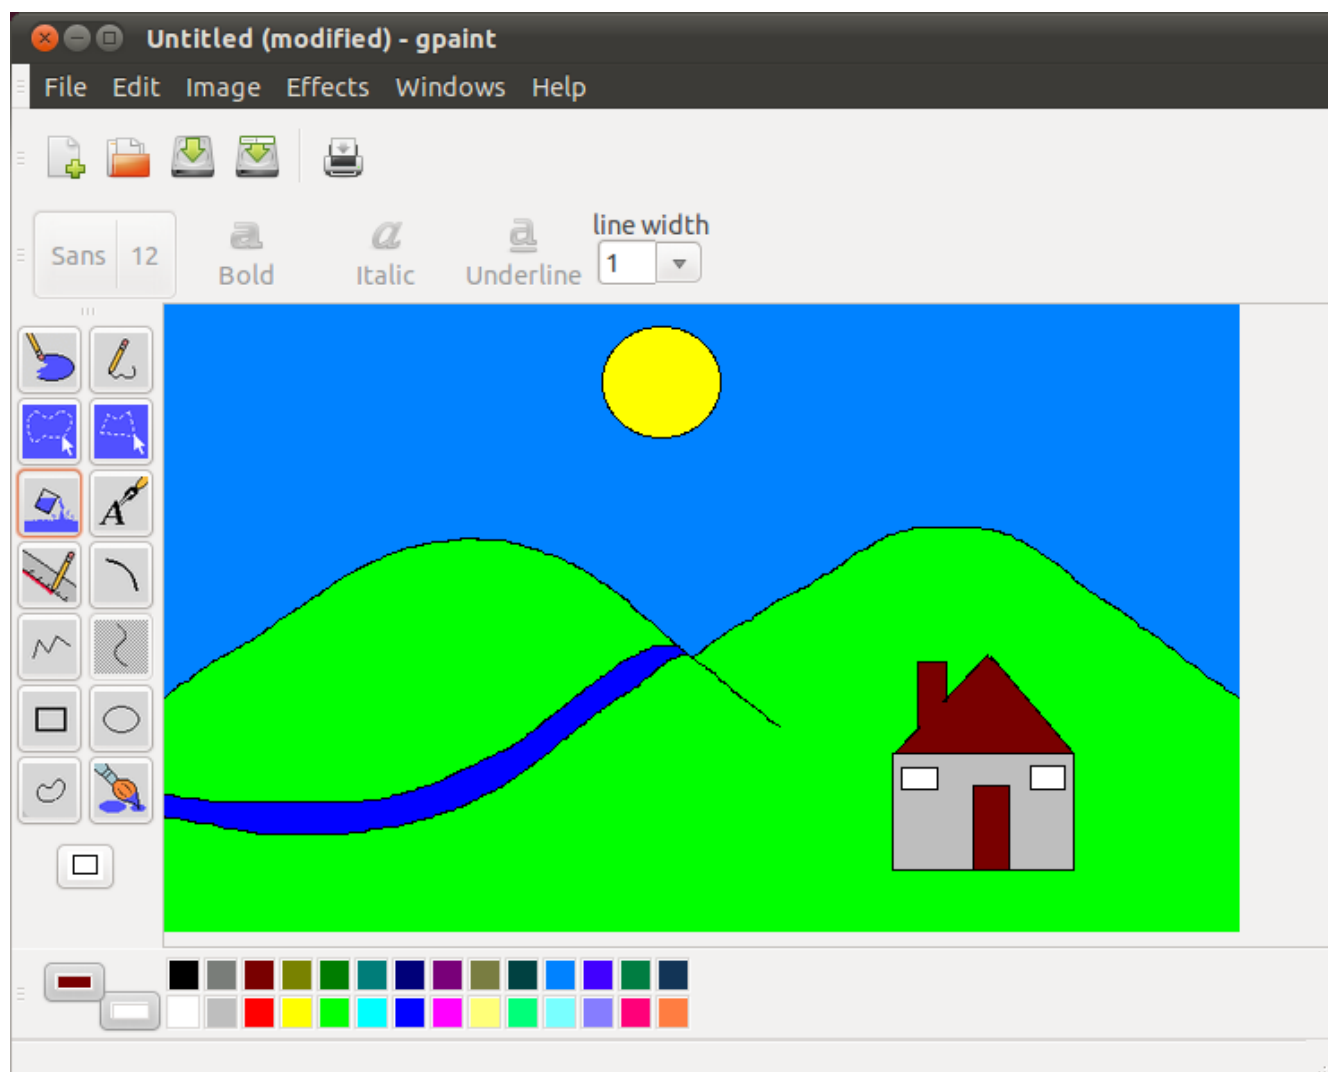 Untitled (modified) - gpaint
File Edit Image Effects Windows Help
line width
Sans 12 Bold Italic Underline 1